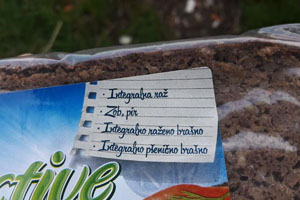 · Integralna raž
· Zob, pir
· Integralno raženo brašno
· Integralno pšenično brašno
ctive